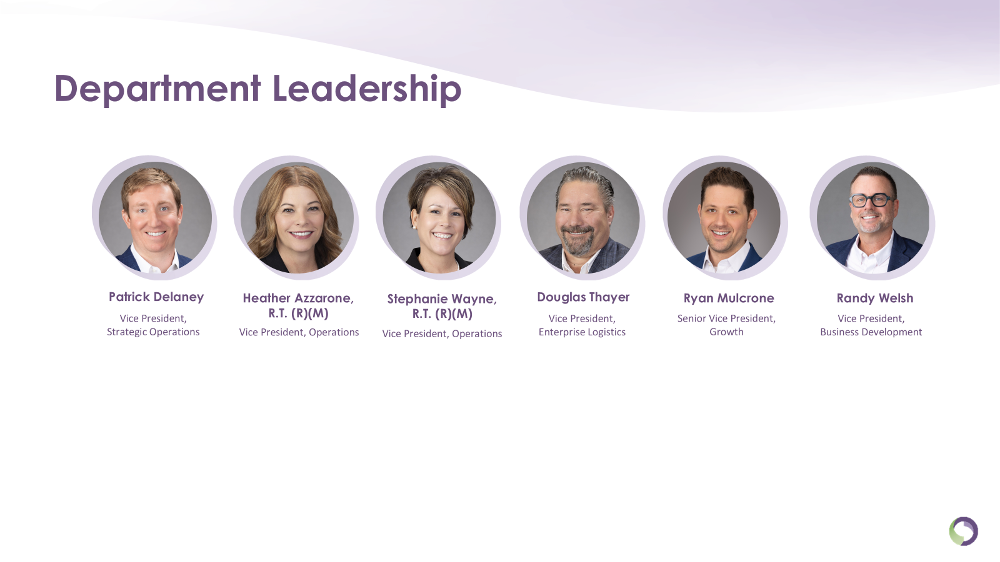 Department Leadership
Patrick Delaney
Vice President,
Strategic Operations
Heather Azzarone,
R.T. (R)(M)
Vice President, Operations
Stephanie Wayne,
R.T. (R)(M)
Vice President, Operations
Douglas Thayer
Vice President,
Enterprise Logistics
Ryan Mulcrone
Senior Vice President,
Growth
Randy Welsh
Vice President,
Business Development